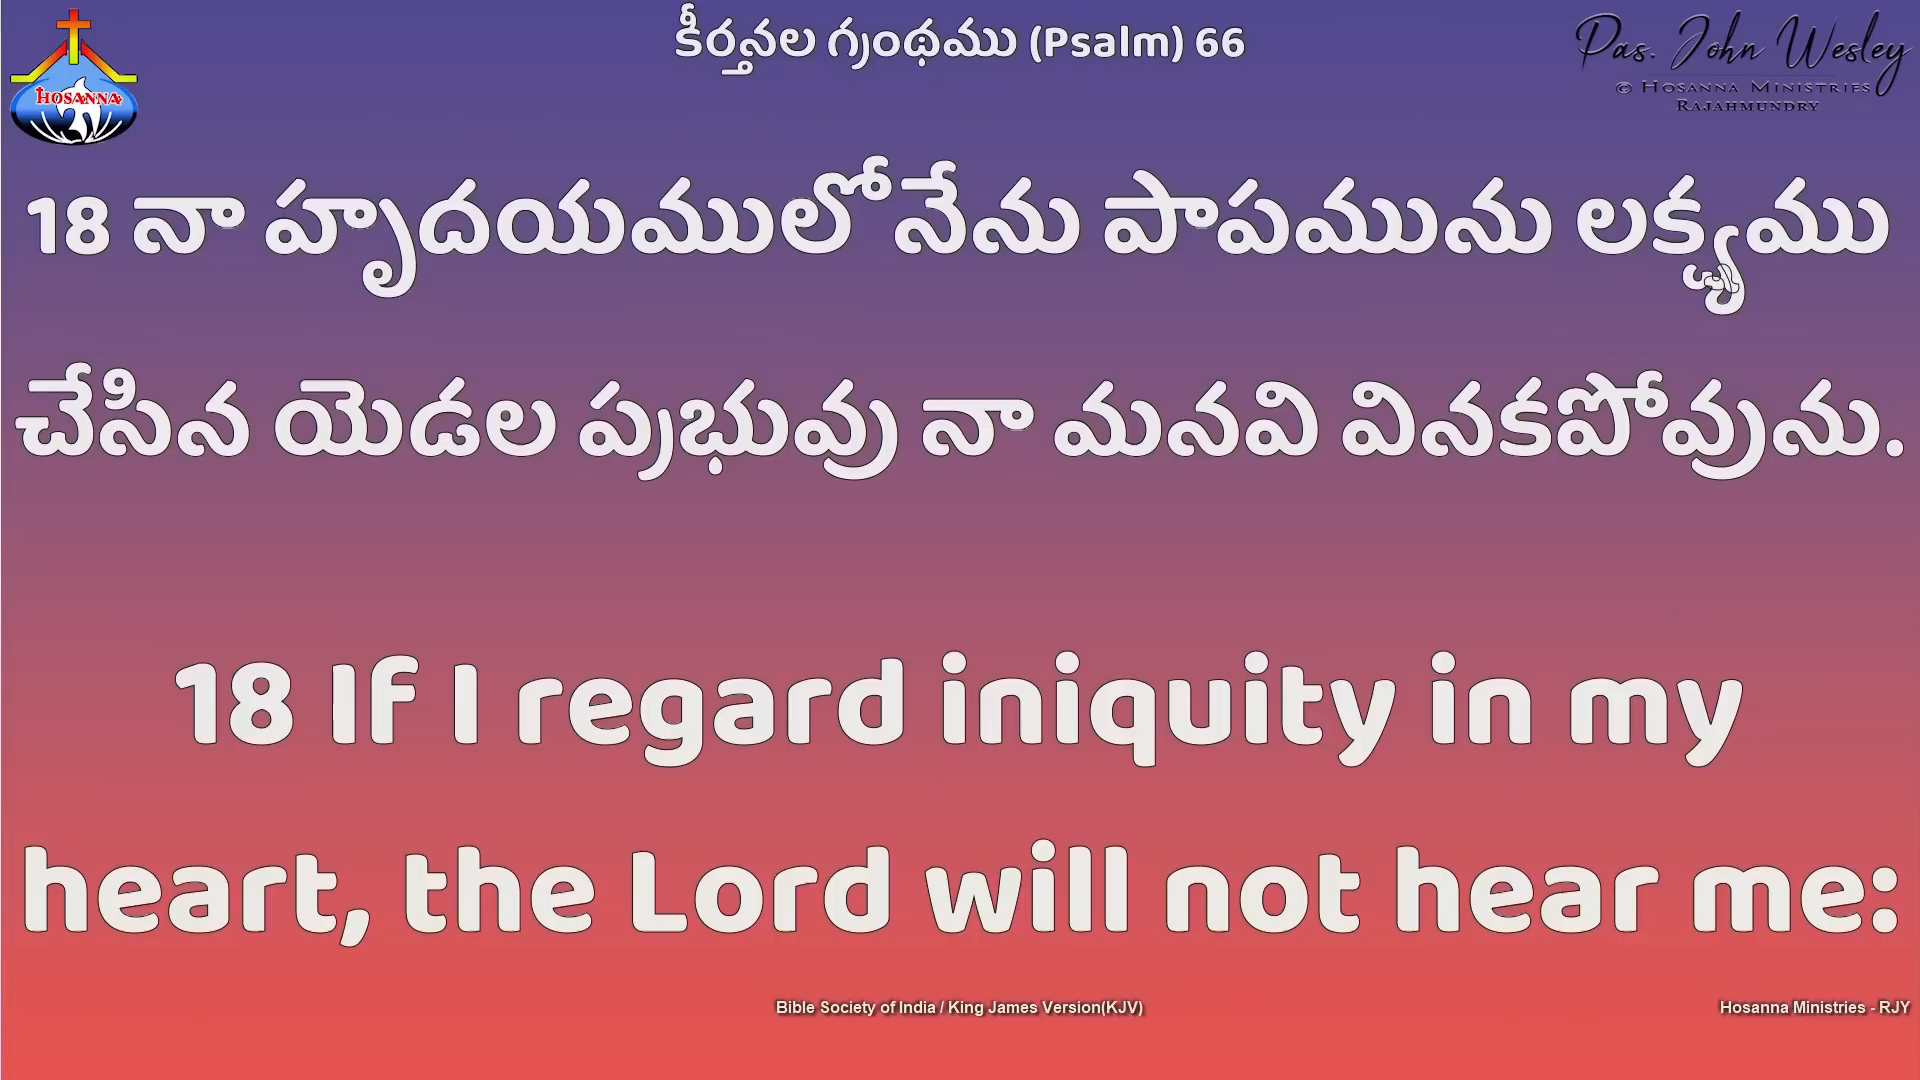 కీర్తనల గ్రంథము (Psalm) 66
Pas. John Wesley
© HOSANNA MINISTRIES
RAJAHMUNDRY
HOSANNA
18 నా హృదయములో నేను పాపమును లక్ష్యము
చేసిన యెడల ప్రభువు నా మనవి వినకపోవును.
18 If I regard iniquity in my
heart, the Lord will not hear me:
Bible Society of India / King James Version(KJV)
Hosanna Ministries - RJY